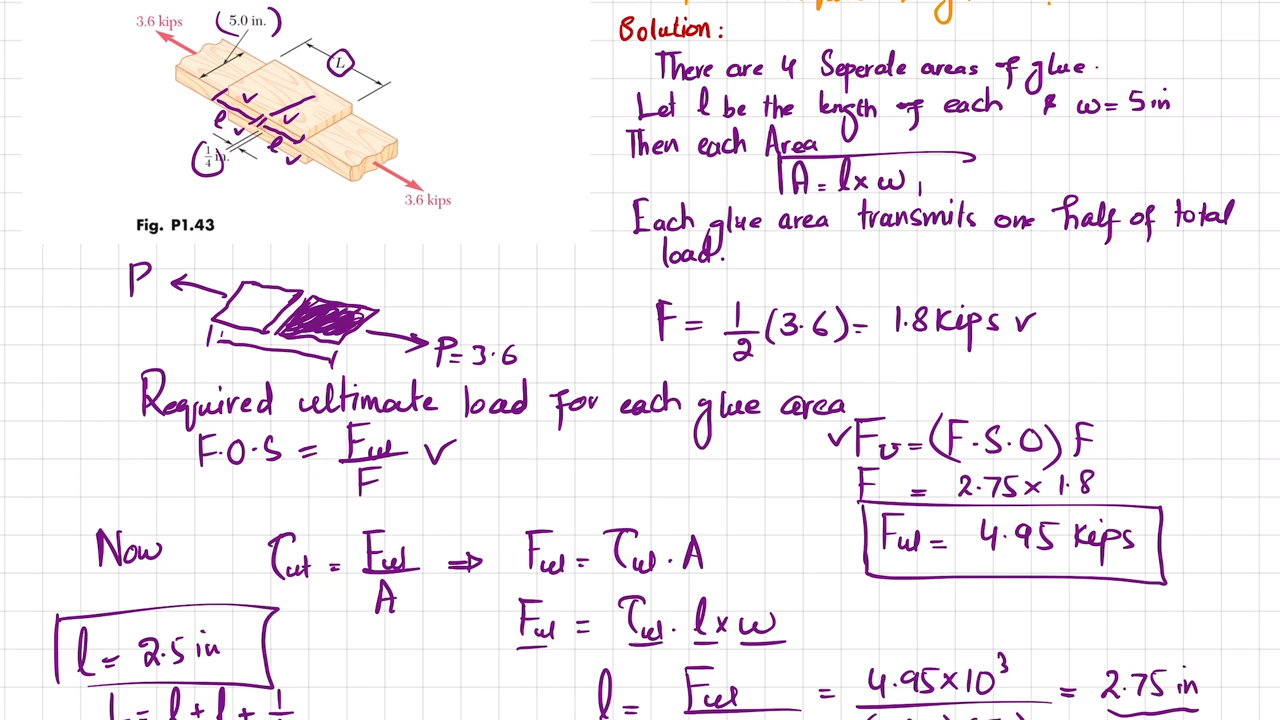 3.6 kips
5.0 in.
L
l
l
1/4 in.
3.6 kips
Fig. P1.43
Solution:
There are 4 Seperate areas of glue.
Let l be the length of each & w = 5 in
Then each Area
A = l × w
Each glue area transmits one half of total
load.
F = 1/2 (3.6) = 1.8 Kips
P
P = 3.6
Required ultimate load for each glue area
F.O.S = Ful / F
Fu = (F.S.O) F
F = 2.75 × 1.8
Ful = 4.95 Kips
Now τut = Ful / A ⇒ Ful = τul . A
Ful = τul . l × w
l = 2.5 in
l = Ful = 4.95×10³ = 2.75 in
L = l + l + 1